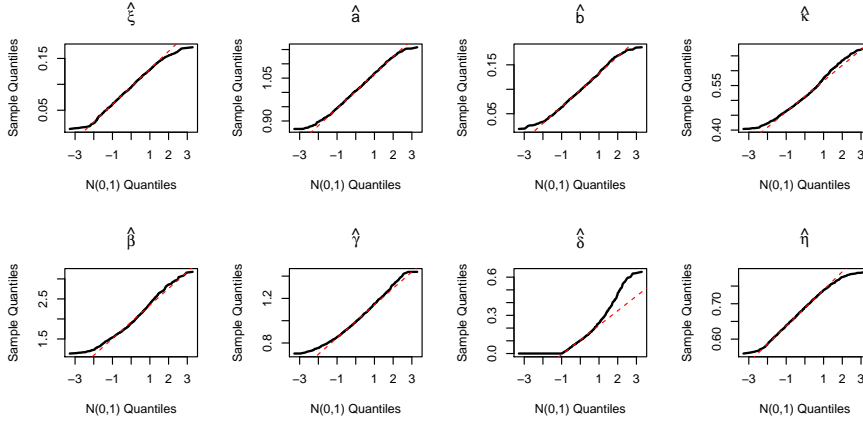 ξ̂
Sample Quantiles
0.05 0.15
−3 −1 1 2 3
N(0,1) Quantiles
â
Sample Quantiles
0.90 1.05
−3 −1 1 2 3
N(0,1) Quantiles
b̂
Sample Quantiles
0.05 0.15
−3 −1 1 2 3
N(0,1) Quantiles
κ̂
Sample Quantiles
0.40 0.55
−3 −1 1 2 3
N(0,1) Quantiles
β̂
Sample Quantiles
1.5 2.5
−3 −1 1 2 3
N(0,1) Quantiles
γ̂
Sample Quantiles
0.8 1.2
−3 −1 1 2 3
N(0,1) Quantiles
δ̂
Sample Quantiles
0.0 0.3 0.6
−3 −1 1 2 3
N(0,1) Quantiles
η̂
Sample Quantiles
0.60 0.70
−3 −1 1 2 3
N(0,1) Quantiles